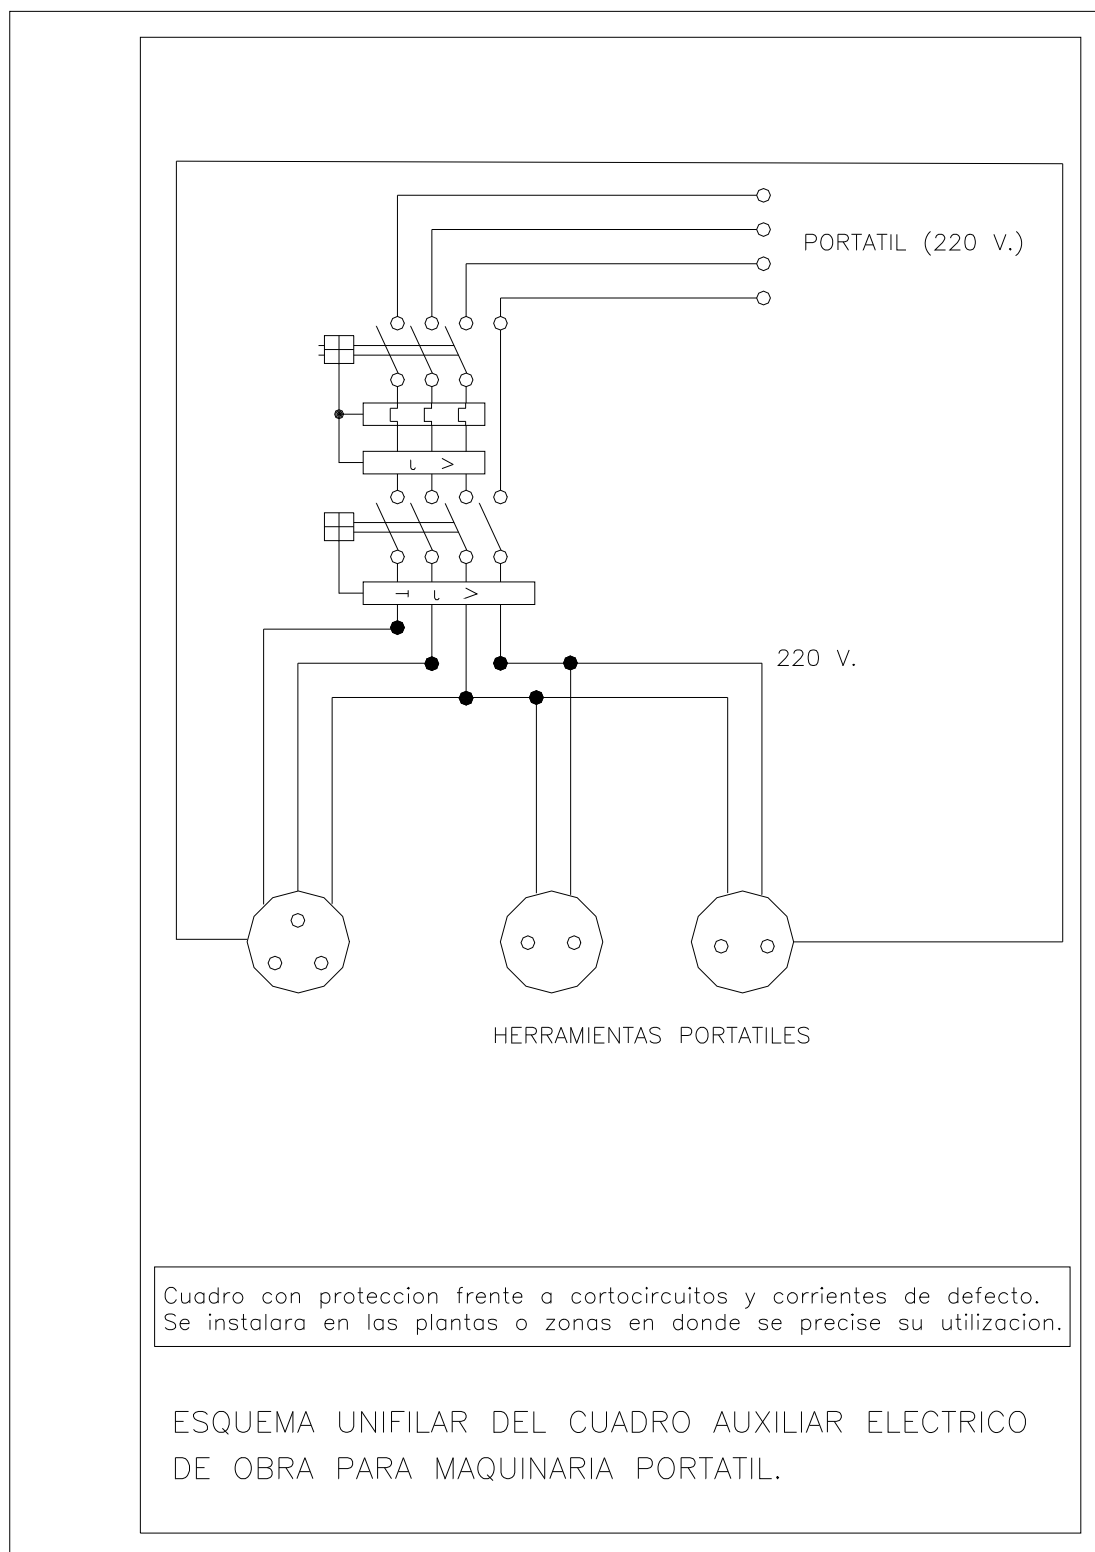 PORTATIL (220 V.)
220 V.
HERRAMIENTAS PORTATILES
Cuadro con proteccion frente a cortocircuitos y corrientes de defecto.
Se instalara en las plantas o zonas en donde se precise su utilizacion.
ESQUEMA UNIFILAR DEL CUADRO AUXILIAR ELECTRICO
DE OBRA PARA MAQUINARIA PORTATIL.